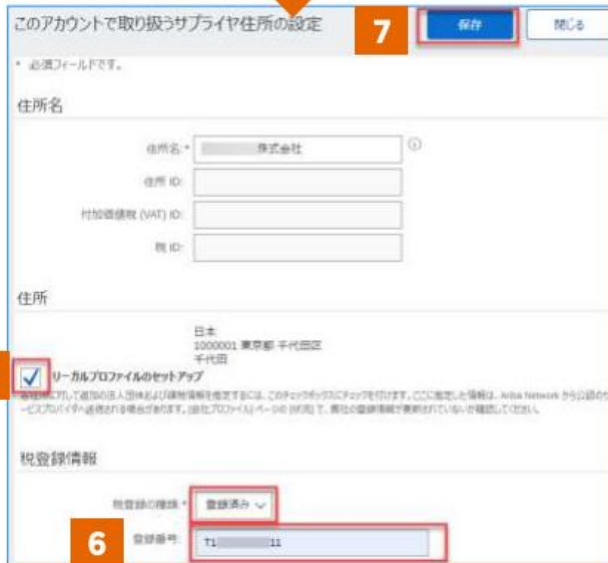 このアカウントで取り扱うサプライヤ住所の設定
7
保存
閉じる
* 必須フィールドです。
住所名
住所名:* 株式会社
住所 ID:
付加価値税 (VAT) ID:
税 ID:
住所
日本
1000001 東京都 千代田区
千代田
リーガルプロファイルのセットアップ
税登録情報
税登録の種類:* 登録済み
6
登録番号: T1 11